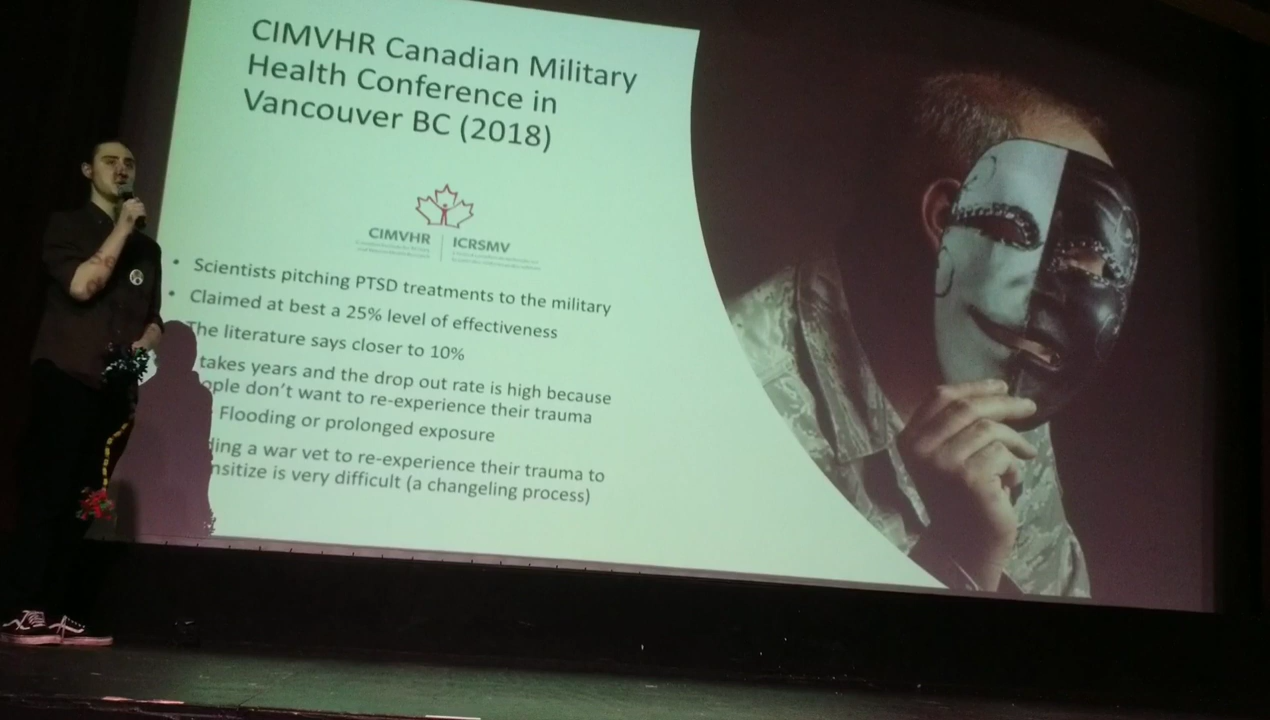 CIMVHR Canadian Military
Health Conference in
Vancouver BC (2018)
CIMVHR ICRSMV
• Scientists pitching PTSD treatments to the military
• Claimed at best a 25% level of effectiveness
The literature says closer to 10%
takes years and the drop out rate is high because
ople don't want to re-experience their trauma
Flooding or prolonged exposure
ding a war vet to re-experience their trauma to
nsitize is very difficult (a changeling process)